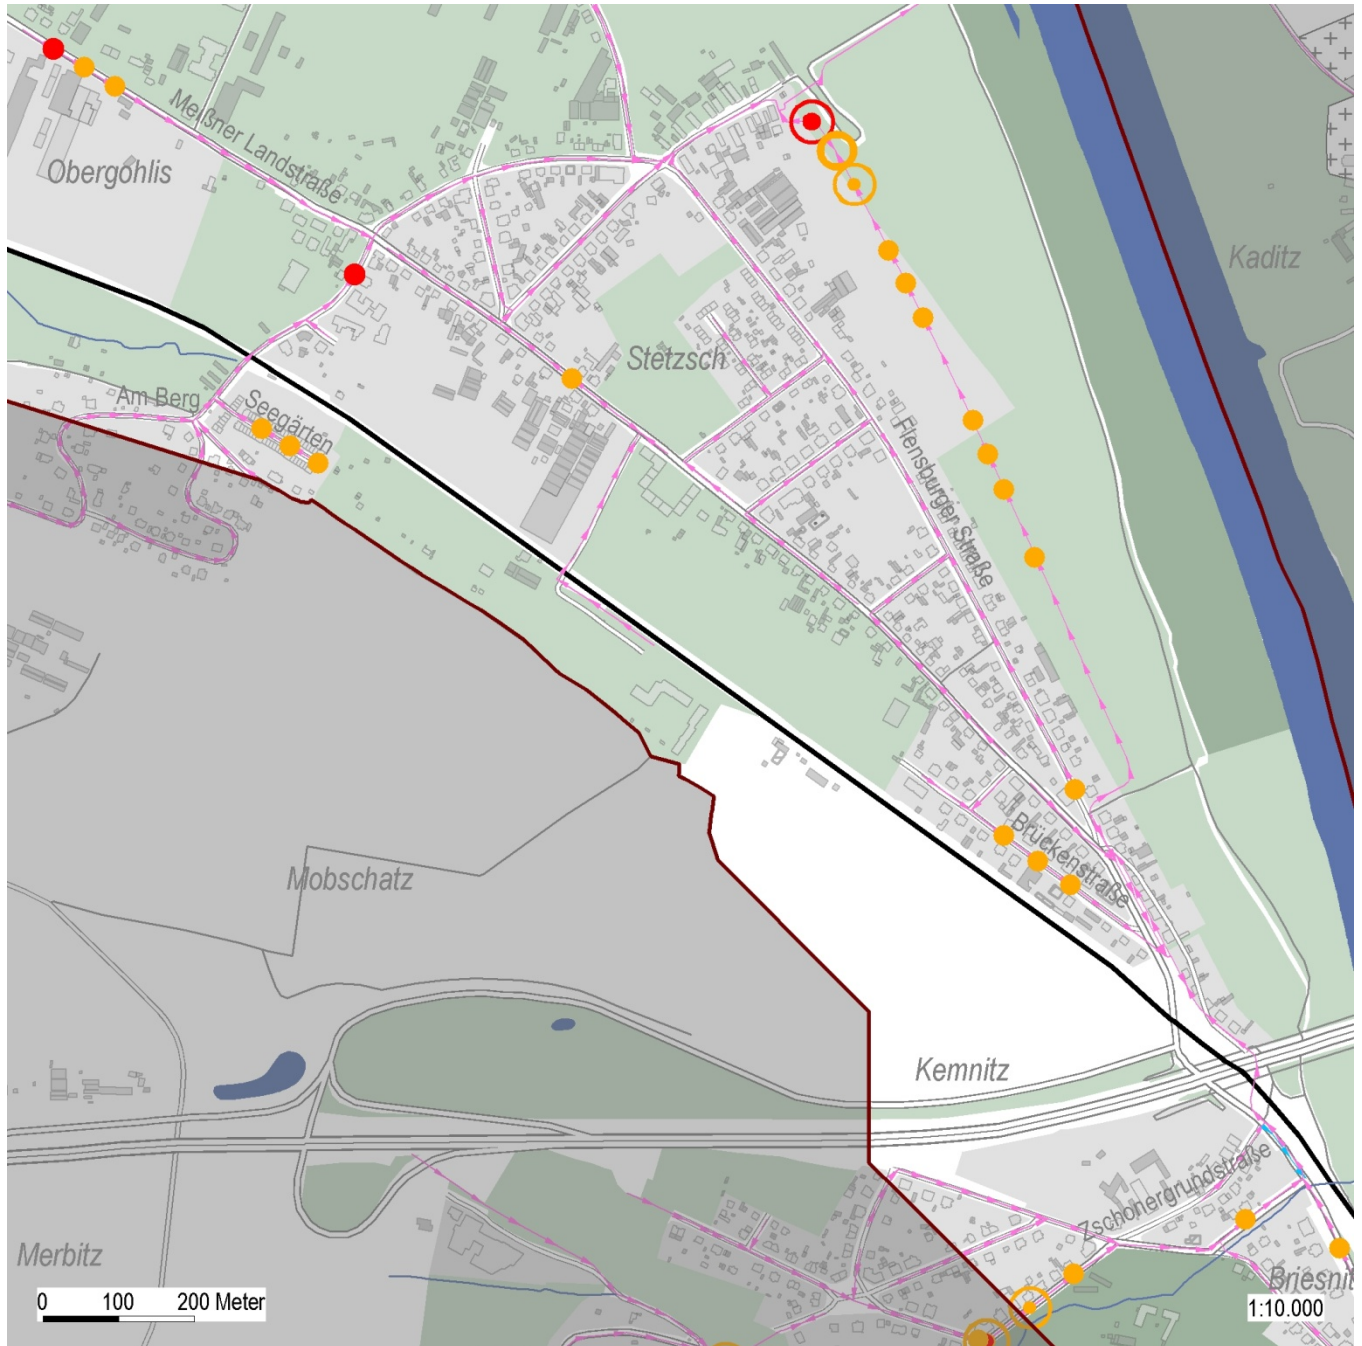 Meißner Landstraße
Obergohlis
Kaditz
Stetzsch
Am Berg
Seegärten
Flensburger Straße
Brückenstraße
Mobschatz
Kemnitz
Zschonergrundstraße
Merbitz
Briesnit
0 100 200 Meter
1:10.000